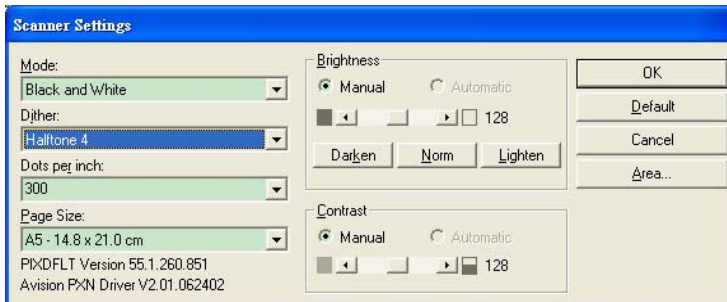 Scanner Settings
Mode:
Black and White
Dither:
Halftone 4
Dots per inch:
300
Page Size:
A5 - 14.8 x 21.0 cm
PIXDFLT Version 55.1.260.851
Avision PXN Driver V2.01.062402
Brightness
Manual Automatic
128
Darken Norm Lighten
Contrast
Manual Automatic
128
OK
Default
Cancel
Area...